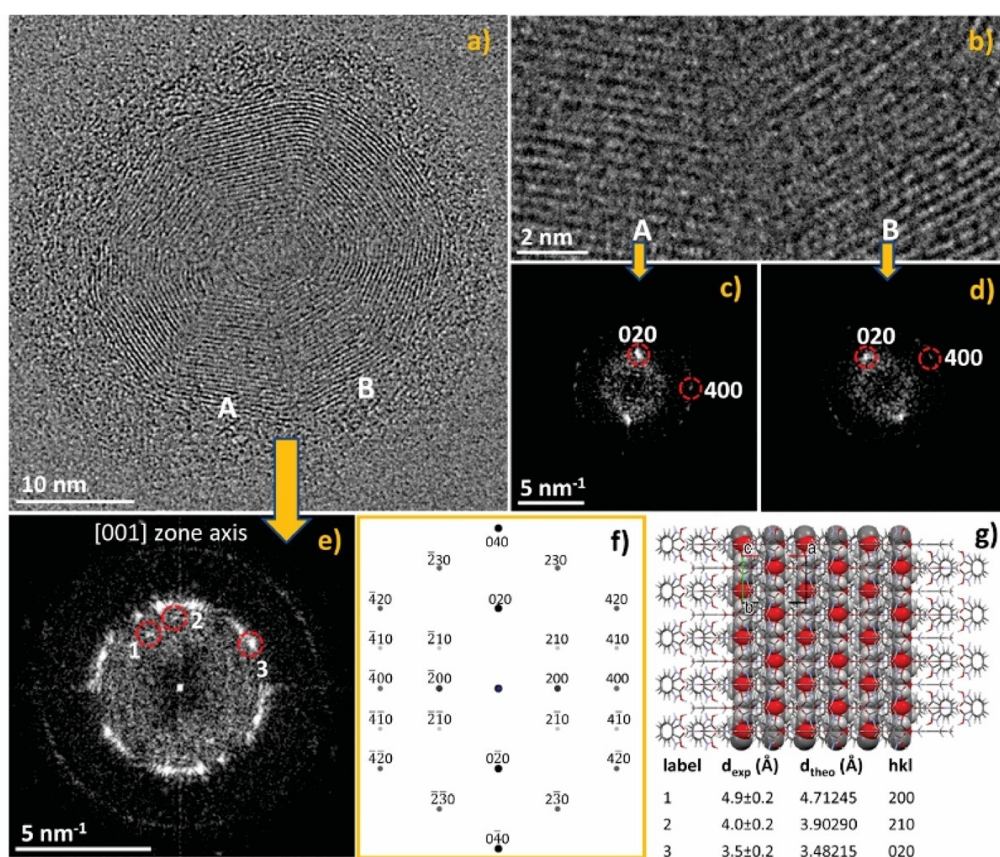 a)
A
B
10 nm
b)
A
B
2 nm
c)
020
400
5 nm⁻¹
d)
020
400
[001] zone axis
e)
1
2
3
5 nm⁻¹
f)
040
2̄30 230
4̄20 020 420
4̄10 2̄10 210 410
4̄00 2̄00 200 400
4̄1̄0 2̄1̄0 21̄0 41̄0
4̄2̄0 02̄0 42̄0
2̄3̄0 23̄0
04̄0
g)
c a
b
label d_exp (Å) d_theo (Å) hkl
1 4.9±0.2 4.71245 200
2 4.0±0.2 3.90290 210
3 3.5±0.2 3.48215 020